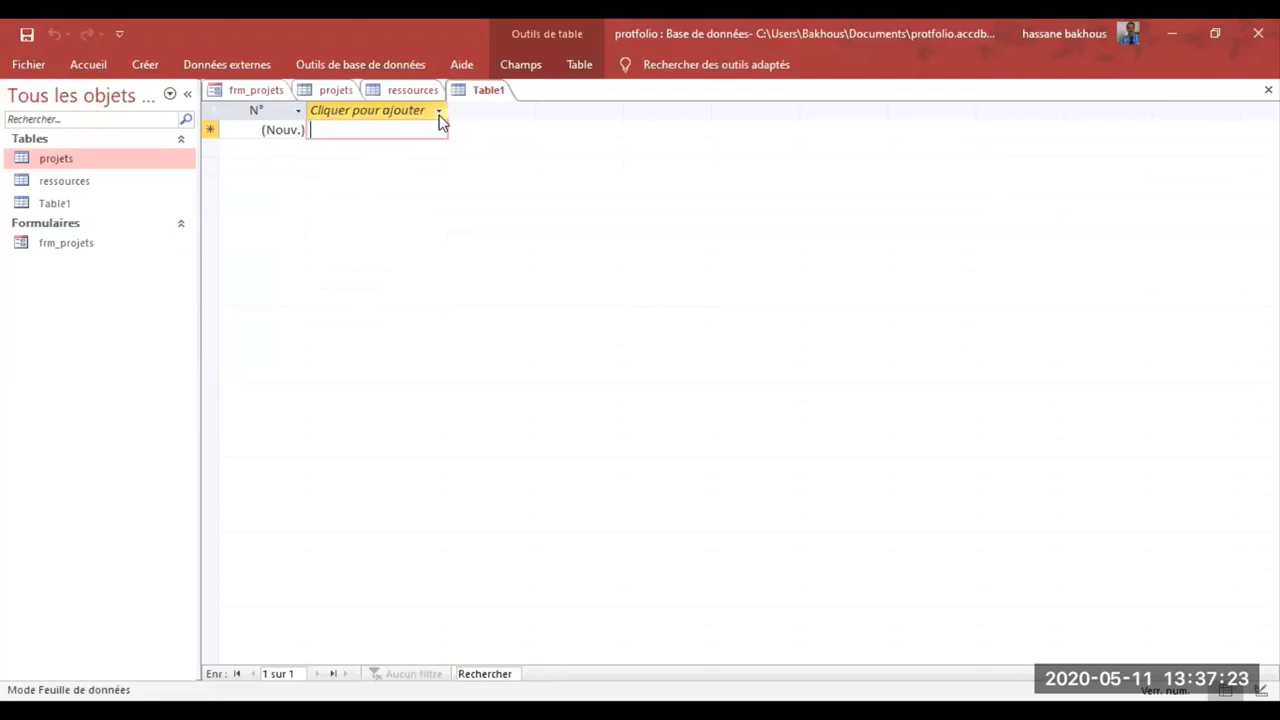 Outils de table
protfolio : Base de données- C:\Users\Bakhous\Documents\protfolio.accdb...
hassane bakhous
Fichier Accueil Créer Données externes Outils de base de données Aide Champs Table Rechercher des outils adaptés
Tous les objets ...
frm_projets projets ressources Table1
N° Cliquer pour ajouter
Rechercher...
(Nouv.)
Tables
projets
ressources
Table1
Formulaires
frm_projets
Enr : 1 sur 1 Aucun filtre Rechercher
2020-05-11 13:37:23
Mode Feuille de données
Verr. num.